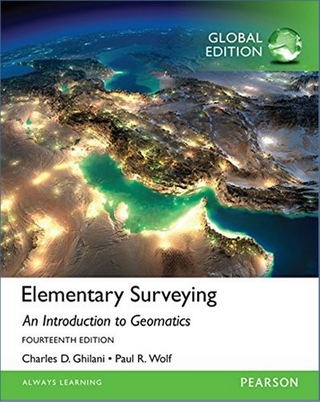 GLOBAL
EDITION
Elementary Surveying
An Introduction to Geomatics
FOURTEENTH EDITION
Charles D. Ghilani • Paul R. Wolf
ALWAYS LEARNING
PEARSON